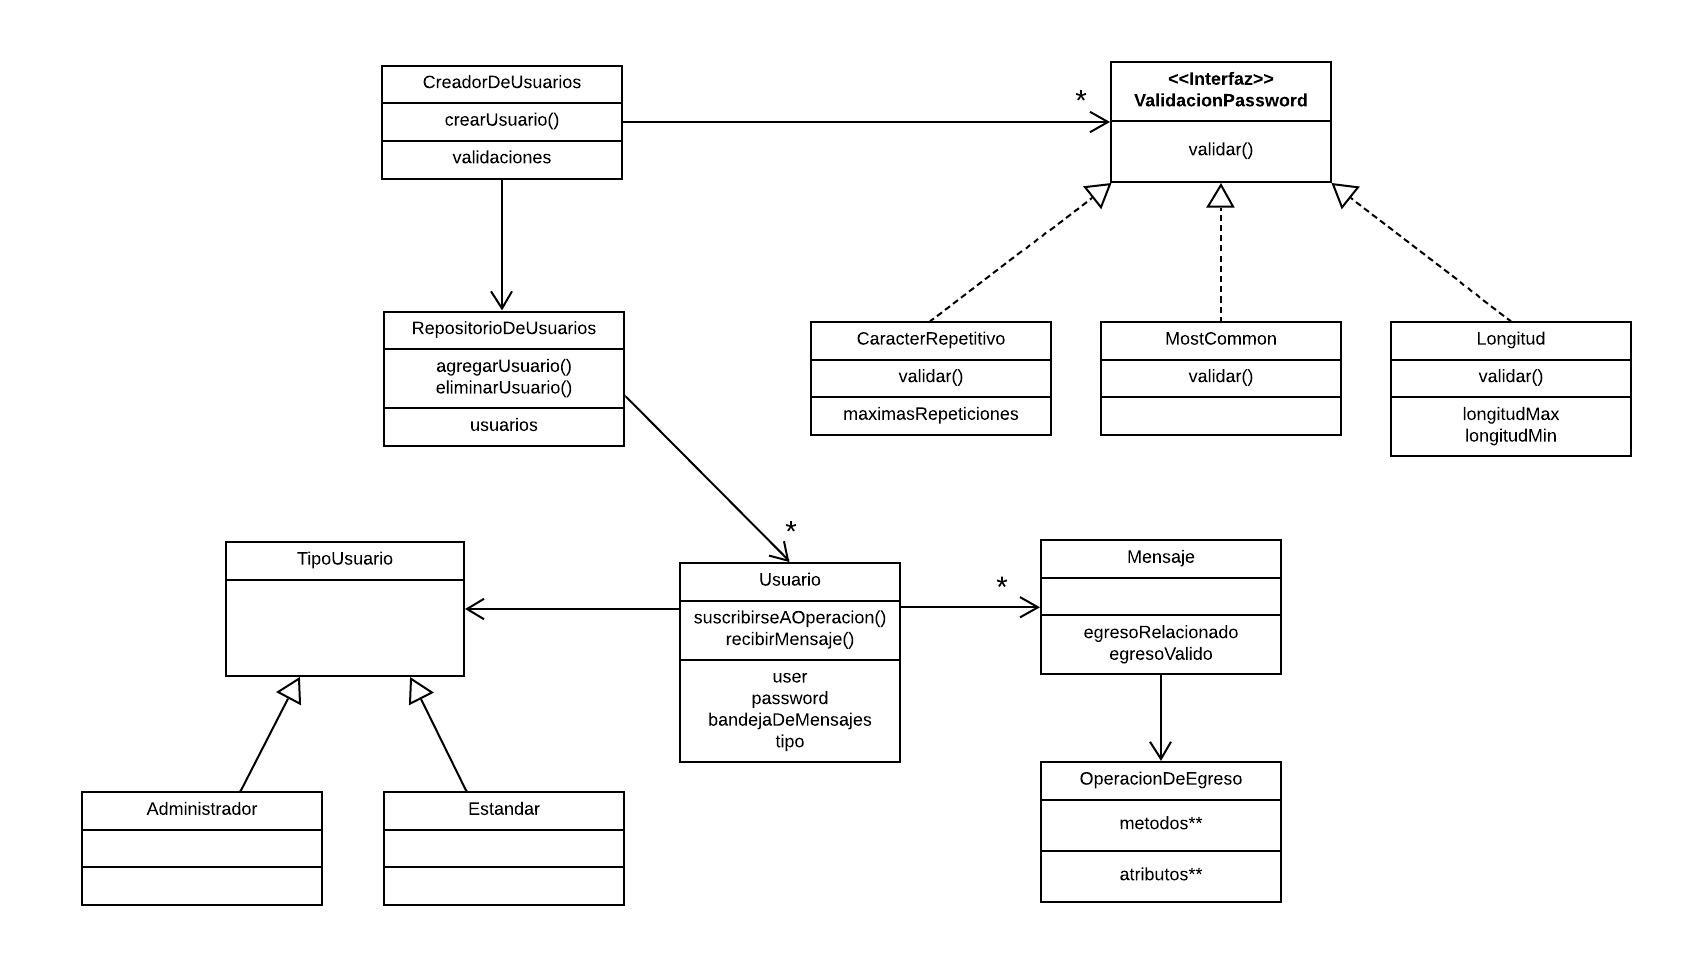 CreadorDeUsuarios
crearUsuario()
validaciones
*
<<Interfaz>>
ValidacionPassword
validar()
RepositorioDeUsuarios
agregarUsuario()
eliminarUsuario()
usuarios
CaracterRepetitivo
validar()
maximasRepeticiones
MostCommon
validar()
Longitud
validar()
longitudMax
longitudMin
TipoUsuario
*
Usuario
suscribirseAOperacion()
recibirMensaje()
user
password
bandejaDeMensajes
tipo
*
Mensaje
egresoRelacionado
egresoValido
Administrador
Estandar
OperacionDeEgreso
metodos**
atributos**